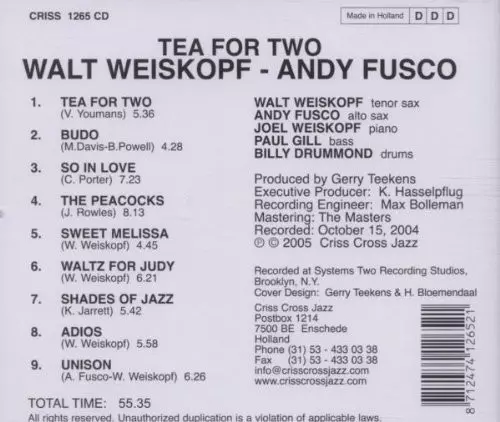 CRISS 1265 CD
Made in Holland D D D
TEA FOR TWO
WALT WEISKOPF - ANDY FUSCO
1. TEA FOR TWO
(V. Youmans) 5.36
2. BUDO
(M.Davis-B.Powell) 4.28
3. SO IN LOVE
(C. Porter) 7.23
4. THE PEACOCKS
(J. Rowles) 8.13
5. SWEET MELISSA
(W. Weiskopf) 4.45
6. WALTZ FOR JUDY
(W. Weiskopf) 6.21
7. SHADES OF JAZZ
(K. Jarrett) 5.42
8. ADIOS
(W. Weiskopf) 5.58
9. UNISON
(A. Fusco-W. Weiskopf) 6.26
TOTAL TIME: 55.35
WALT WEISKOPF tenor sax
ANDY FUSCO alto sax
JOEL WEISKOPF piano
PAUL GILL bass
BILLY DRUMMOND drums
Produced by Gerry Teekens
Executive Producer: K. Hasselpflug
Recording Engineer: Max Bolleman
Mastering: The Masters
Recorded: October 15, 2004
℗ © 2005 Criss Cross Jazz
Recorded at Systems Two Recording Studios,
Brooklyn, N.Y.
Cover Design: Gerry Teekens & H. Bloemendaal
Criss Cross Jazz
Postbox 1214
7500 BE Enschede
Holland
Phone (31) 53 - 433 03 38
Fax (31) 53 - 433 03 38
info@crisscrossjazz.com
www.crisscrossjazz.com
8 712474 126521
All rights reserved. Unauthorized duplication is a violation of applicable laws.